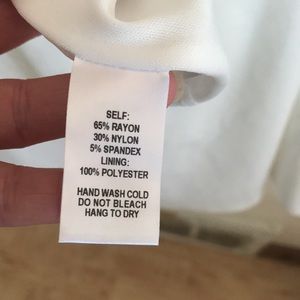 SELF:
65% RAYON
30% NYLON
5% SPANDEX
LINING:
100% POLYESTER
HAND WASH COLD
DO NOT BLEACH
HANG TO DRY